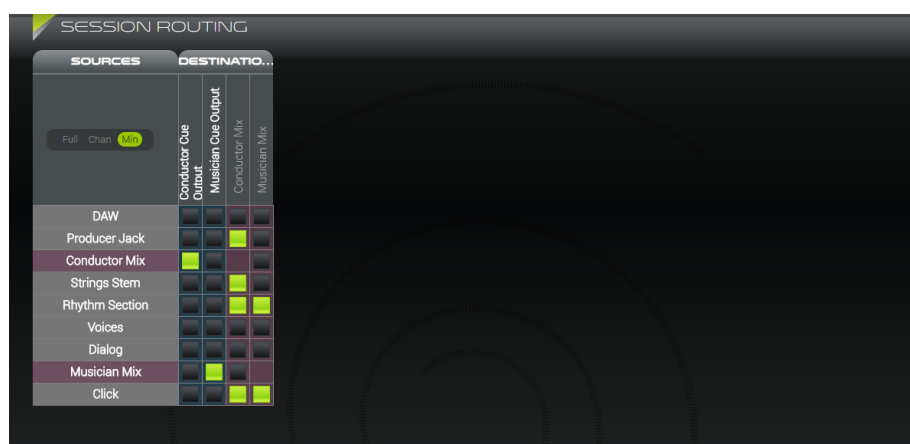 SESSION ROUTING
SOURCES
DESTINATIO...
Full Chan Min
Conductor Cue
Output
Musician Cue Output
Conductor Mix
Musician Mix
DAW
Producer Jack
Conductor Mix
Strings Stem
Rhythm Section
Voices
Dialog
Musician Mix
Click